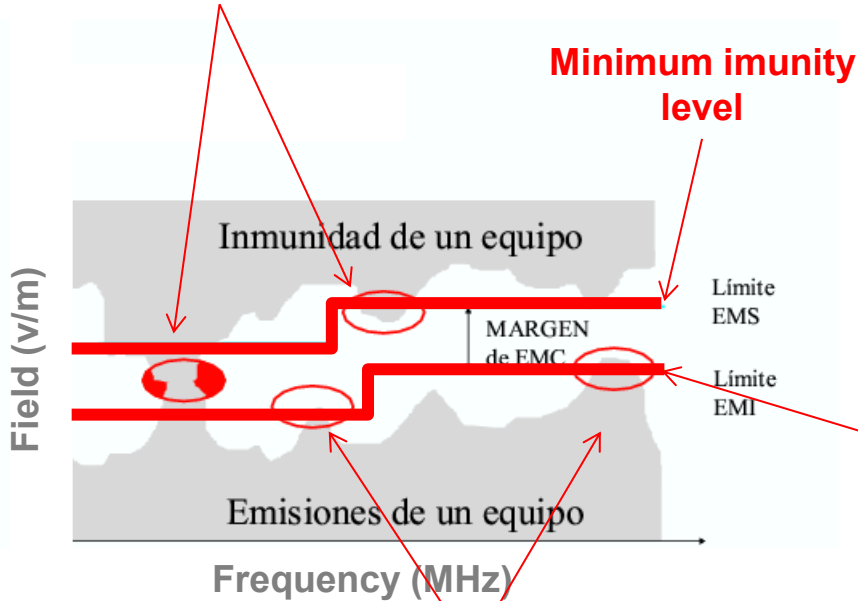 Minimum imunity
level
Inmunidad de un equipo
Límite
EMS
MARGEN
de EMC
Límite
EMI
Field (v/m)
Emisiones de un equipo
Frequency (MHz)